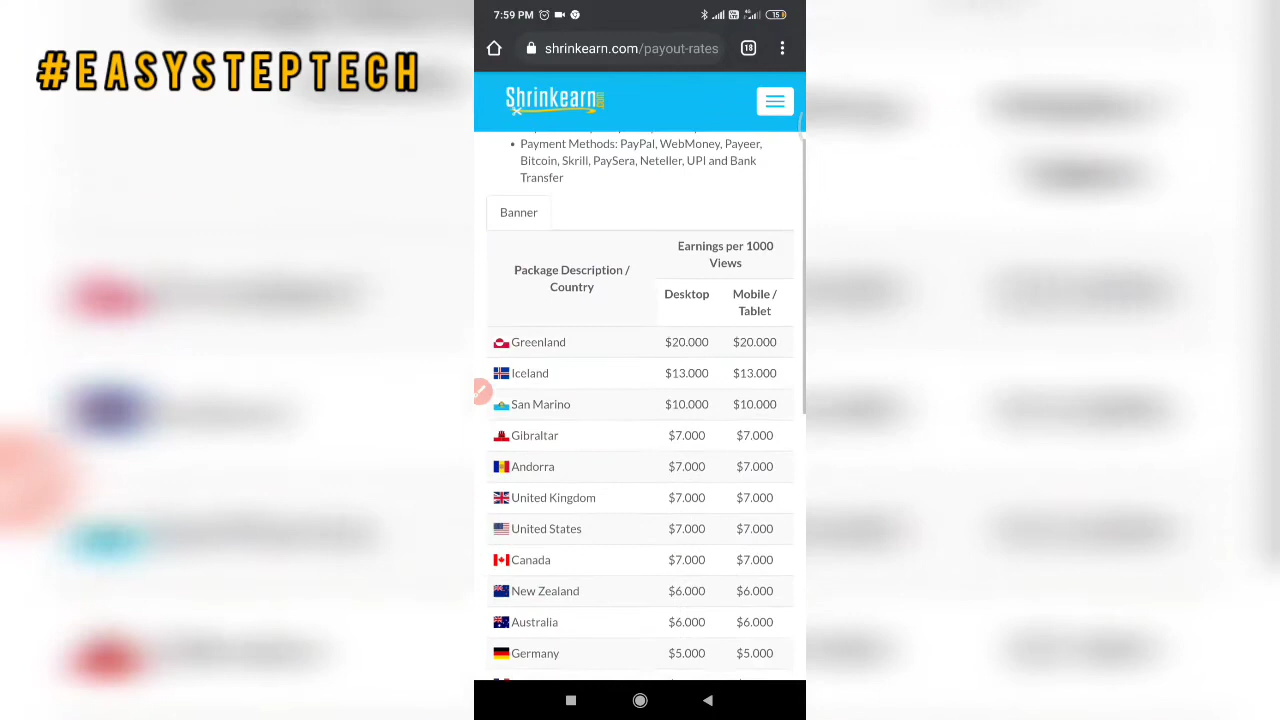 #EASYSTEPTECH
7:59 PM
15
shrinkearn.com/payout-rates
18
Shrinkearn.com
• Payment Methods: PayPal, WebMoney, Payeer,
Bitcoin, Skrill, PaySera, Neteller, UPI and Bank
Transfer
Banner
Package Description /
Country
Earnings per 1000
Views
Desktop
Mobile /
Tablet
Greenland $20.000 $20.000
Iceland $13.000 $13.000
San Marino $10.000 $10.000
Gibraltar $7.000 $7.000
Andorra $7.000 $7.000
United Kingdom $7.000 $7.000
United States $7.000 $7.000
Canada $7.000 $7.000
New Zealand $6.000 $6.000
Australia $6.000 $6.000
Germany $5.000 $5.000